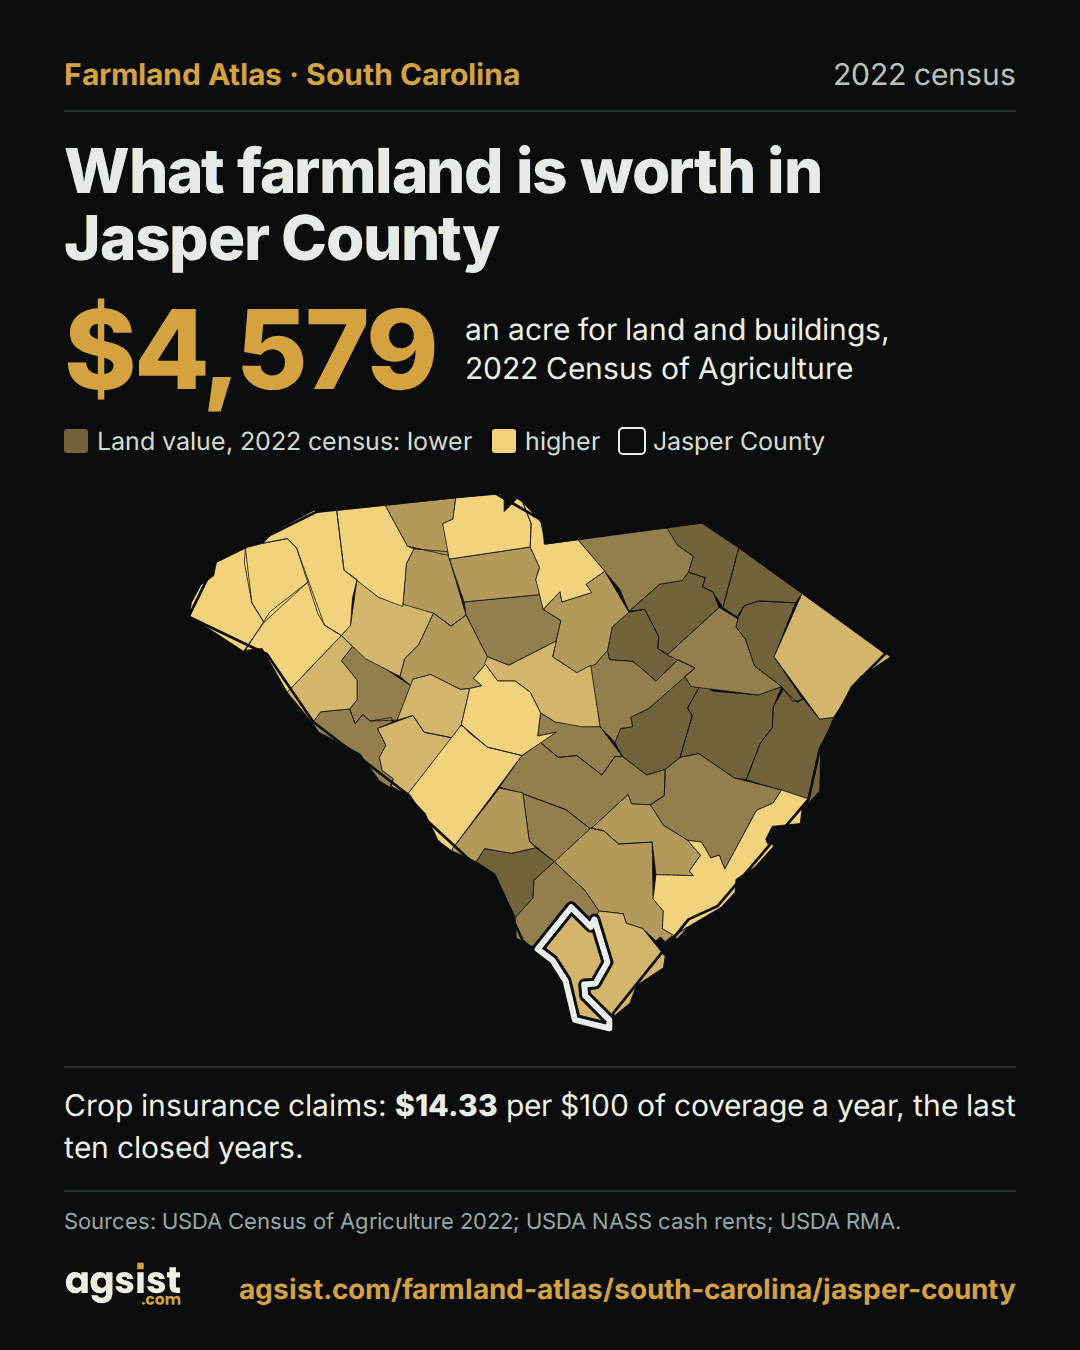 Farmland Atlas · South Carolina
2022 census
What farmland is worth in
Jasper County
$4,579
an acre for land and buildings,
2022 Census of Agriculture
Land value, 2022 census: lower
higher
Jasper County
Crop insurance claims: $14.33 per $100 of coverage a year, the last
ten closed years.
Sources: USDA Census of Agriculture 2022; USDA NASS cash rents; USDA RMA.
agsist
.com
agsist.com/farmland-atlas/south-carolina/jasper-county